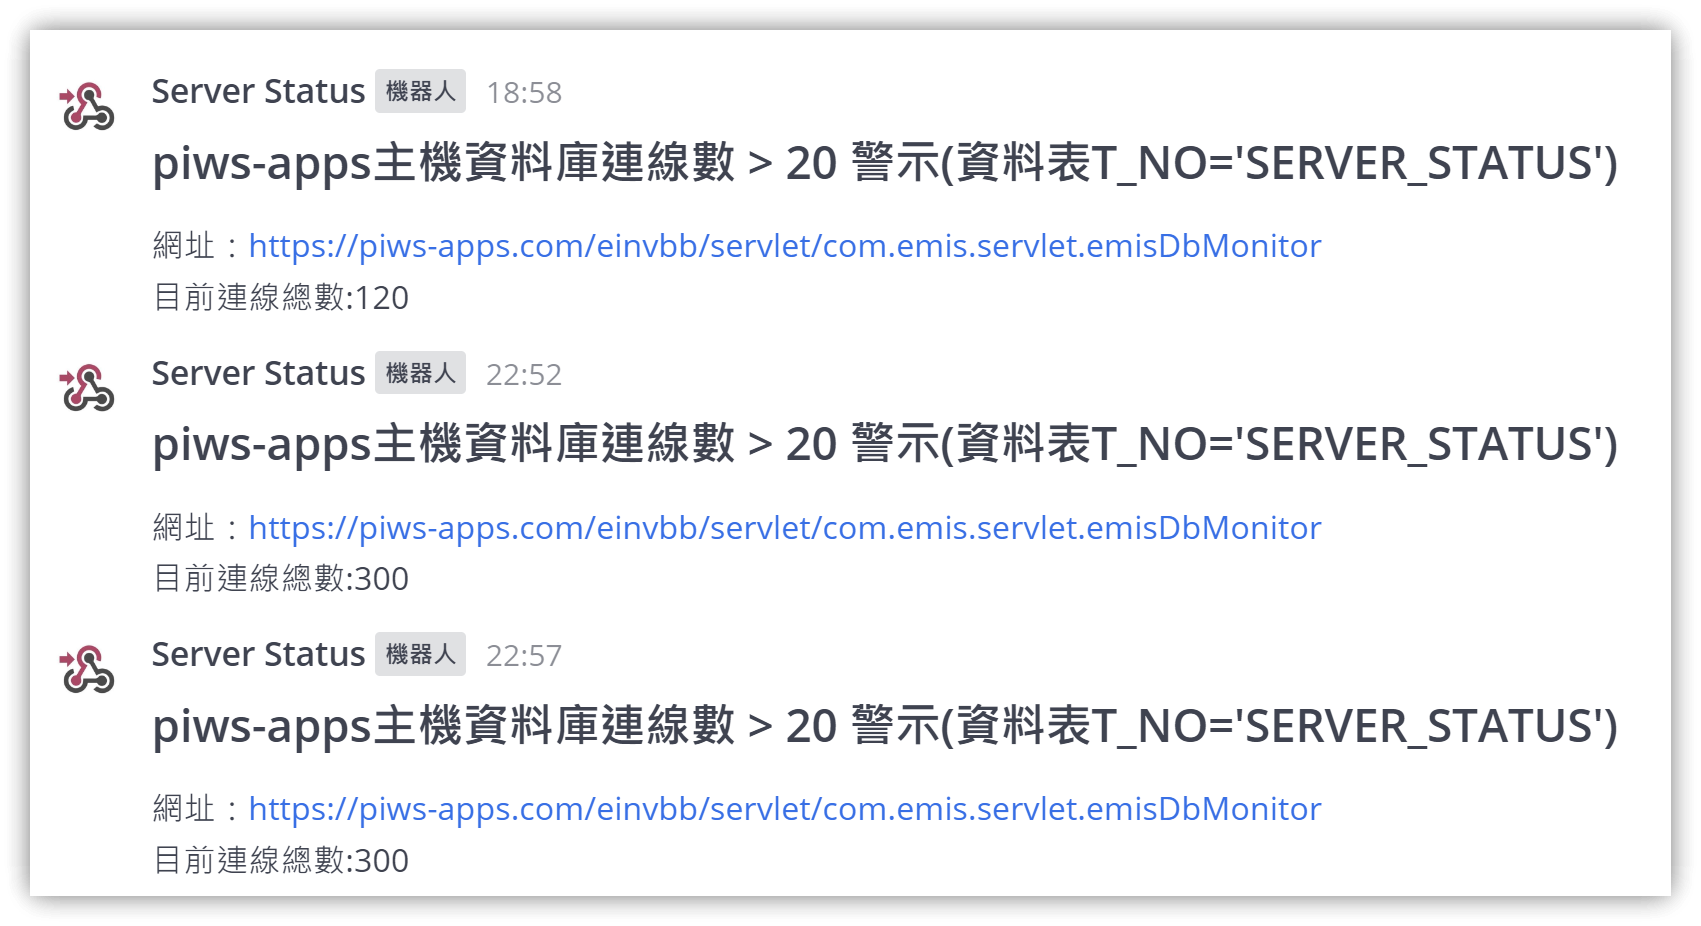 Server Status 機器人 18:58
piws-apps主機資料庫連線數 > 20 警示(資料表T_NO='SERVER_STATUS')
網址：https://piws-apps.com/einvbb/servlet/com.emis.servlet.emisDbMonitor
目前連線總數:120
Server Status 機器人 22:52
piws-apps主機資料庫連線數 > 20 警示(資料表T_NO='SERVER_STATUS')
網址：https://piws-apps.com/einvbb/servlet/com.emis.servlet.emisDbMonitor
目前連線總數:300
Server Status 機器人 22:57
piws-apps主機資料庫連線數 > 20 警示(資料表T_NO='SERVER_STATUS')
網址：https://piws-apps.com/einvbb/servlet/com.emis.servlet.emisDbMonitor
目前連線總數:300